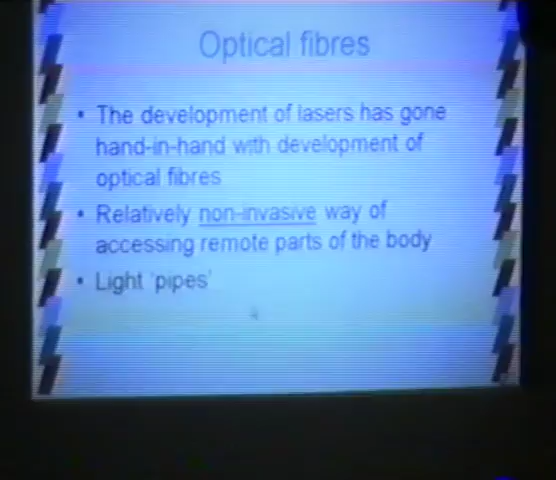 Optical fibres
• The development of lasers has gone
hand-in-hand with development of
optical fibres
• Relatively non-invasive way of
accessing remote parts of the body
• Light 'pipes'